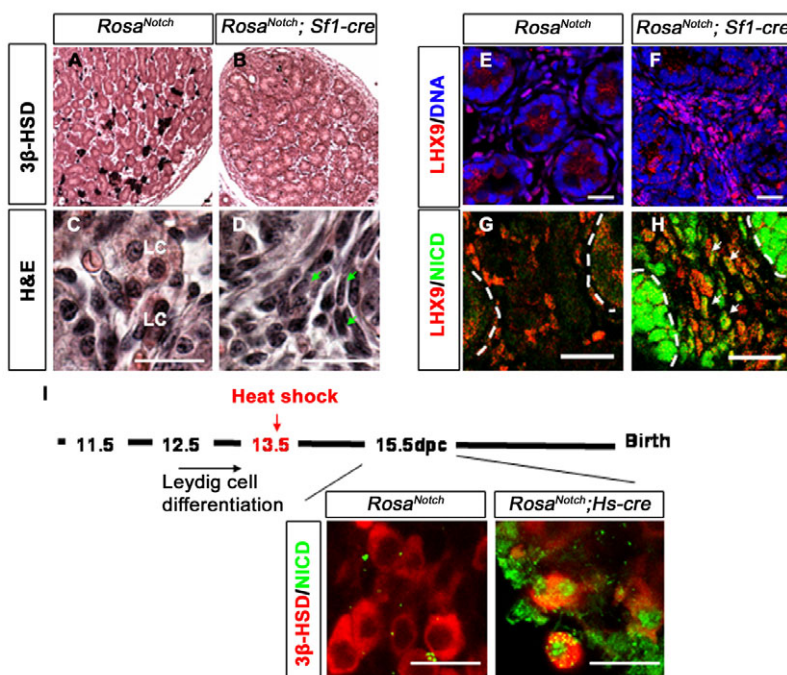 Rosa^Notch
Rosa^Notch; Sf1-cre
Rosa^Notch
Rosa^Notch; Sf1-cre
3β-HSD
A
B
LHX9/DNA
E
F
H&E
C
LC
LC
D
LHX9/NICD
G
H
I
Heat shock
11.5 12.5 13.5 15.5dpc Birth
Leydig cell
differentiation
Rosa^Notch
Rosa^Notch;Hs-cre
3β-HSD/NICD